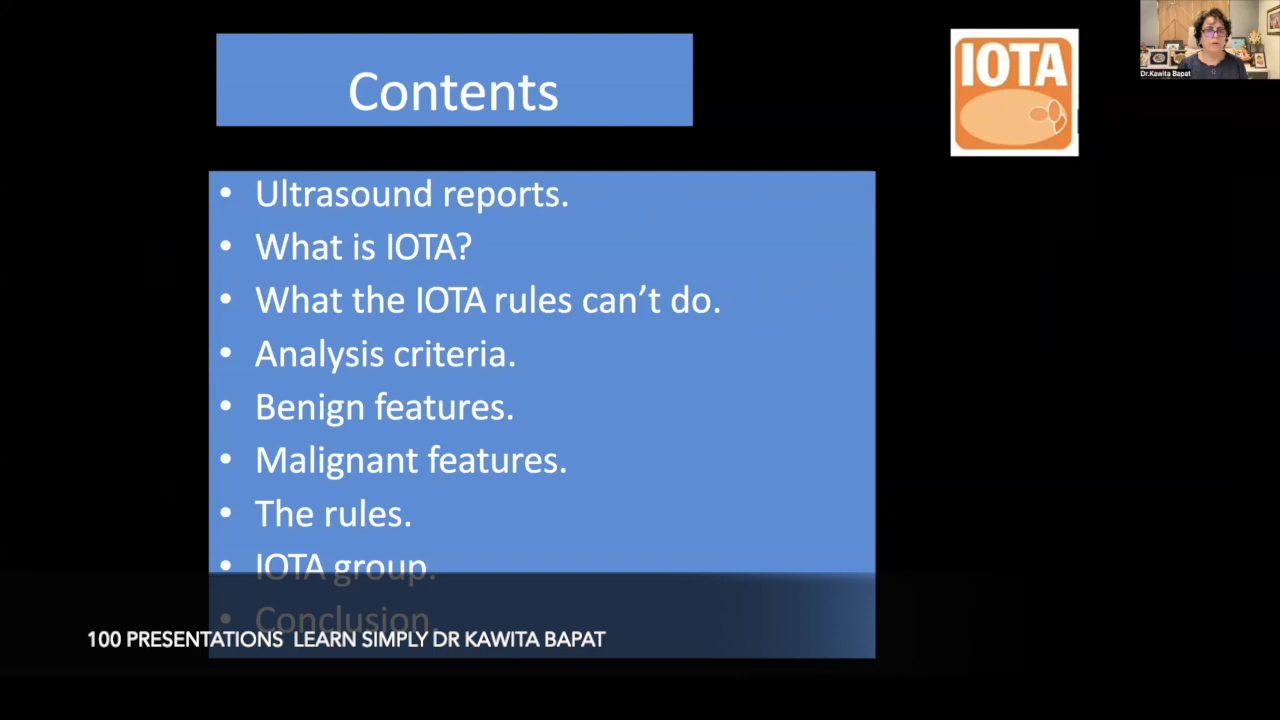 Contents
IOTA
Dr.Kawita Bapat
• Ultrasound reports.
• What is IOTA?
• What the IOTA rules can’t do.
• Analysis criteria.
• Benign features.
• Malignant features.
• The rules.
• IOTA group.
• Conclusion.
100 PRESENTATIONS LEARN SIMPLY DR KAWITA BAPAT